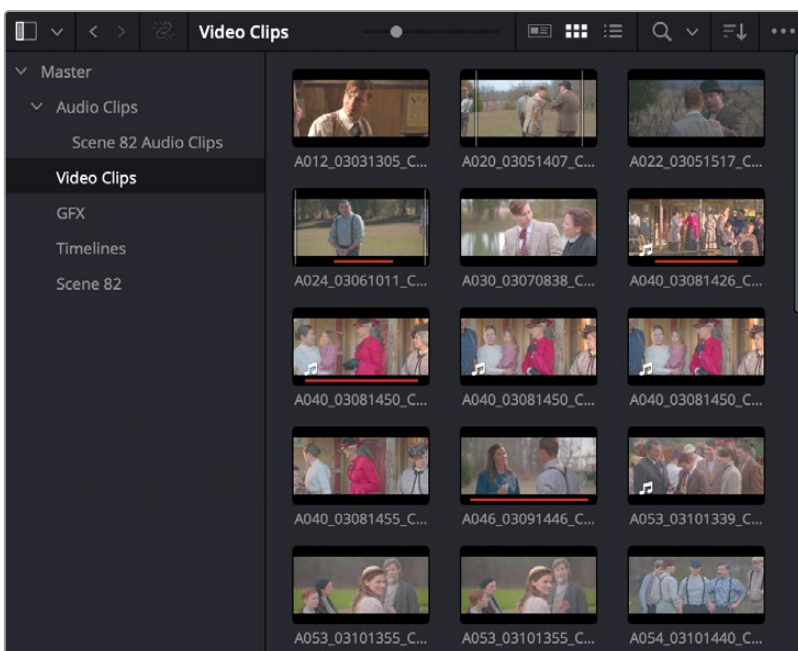 Video Clips
Master
Audio Clips
Scene 82 Audio Clips
Video Clips
GFX
Timelines
Scene 82
A012_03031305_C...
A020_03051407_C...
A022_03051517_C...
A024_03061011_C...
A030_03070838_C...
A040_03081426_C...
A040_03081450_C...
A040_03081450_C...
A040_03081450_C...
A040_03081455_C...
A046_03091446_C...
A053_03101339_C...
A053_03101355_C...
A053_03101355_C...
A054_03101440_C...